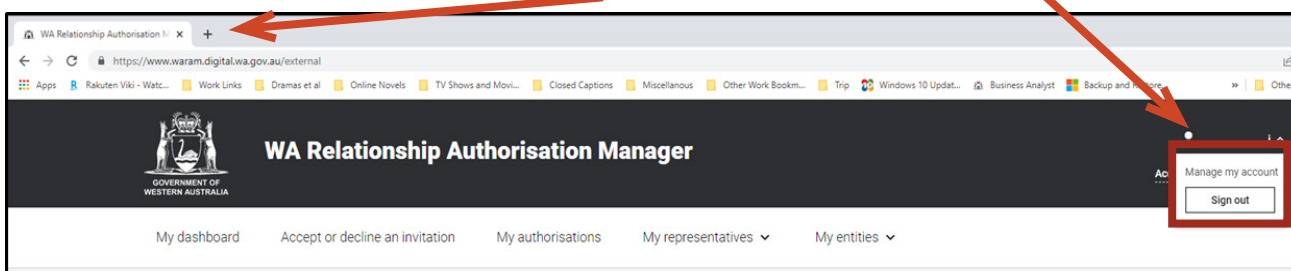 WA Relationship Authorisation M
https://www.waram.digital.wa.gov.au/external
Apps Rakuten Viki - Watc... Work Links Dramas et al Online Novels TV Shows and Movi... Closed Captions Miscellanous Other Work Bookm... Trip Windows 10 Updat... Business Analyst Backup and Restore » Othe
WA Relationship Authorisation Manager
GOVERNMENT OF
WESTERN AUSTRALIA
Manage my account
Sign out
My dashboard Accept or decline an invitation My authorisations My representatives My entities